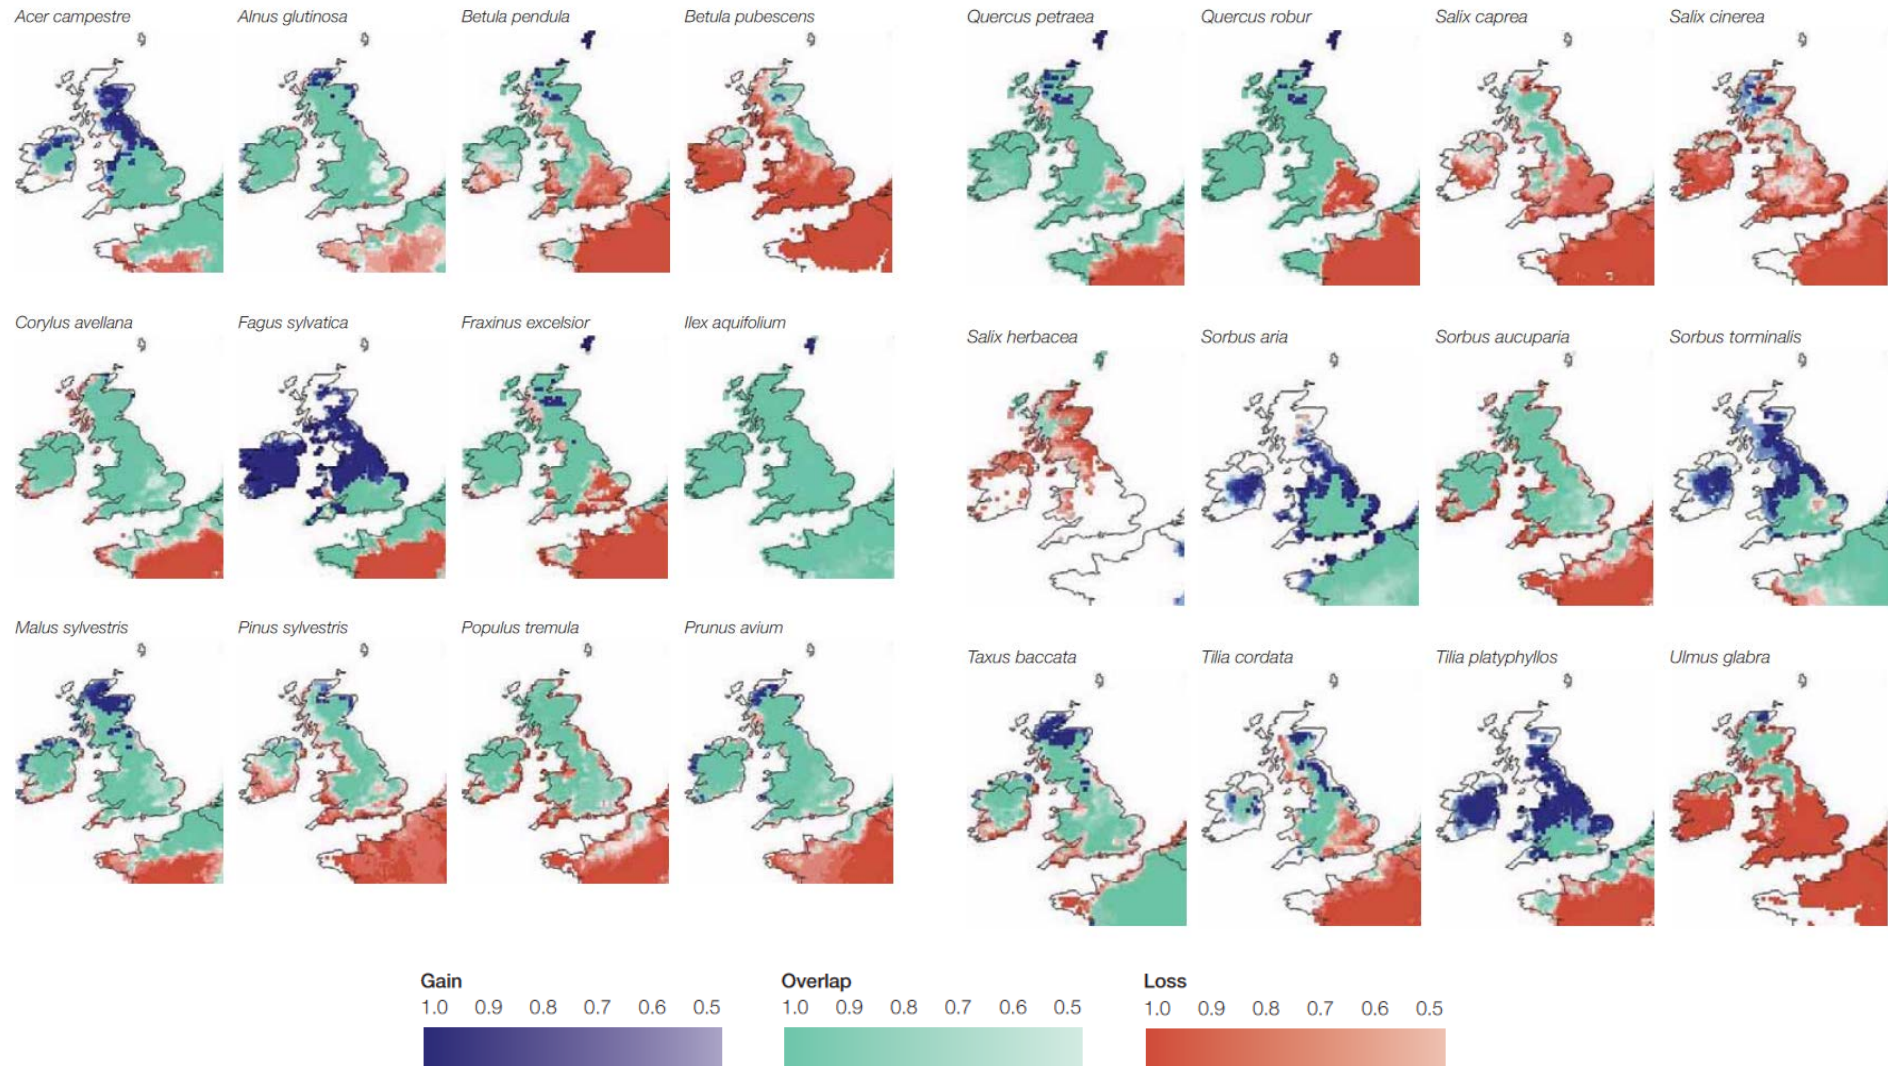 Acer campestre
Alnus glutinosa
Betula pendula
Betula pubescens
Quercus petraea
Quercus robur
Salix caprea
Salix cinerea
Corylus avellana
Fagus sylvatica
Fraxinus excelsior
Ilex aquifolium
Salix herbacea
Sorbus aria
Sorbus aucuparia
Sorbus torminalis
Malus sylvestris
Pinus sylvestris
Populus tremula
Prunus avium
Taxus baccata
Tilia cordata
Tilia platyphyllos
Ulmus glabra
Gain
1.0 0.9 0.8 0.7 0.6 0.5
Overlap
1.0 0.9 0.8 0.7 0.6 0.5
Loss
1.0 0.9 0.8 0.7 0.6 0.5